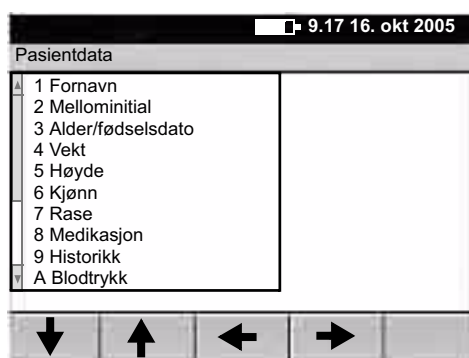 9.17 16. okt 2005
Pasientdata
1 Fornavn
2 Mellominitial
3 Alder/fødselsdato
4 Vekt
5 Høyde
6 Kjønn
7 Rase
8 Medikasjon
9 Historikk
A Blodtrykk